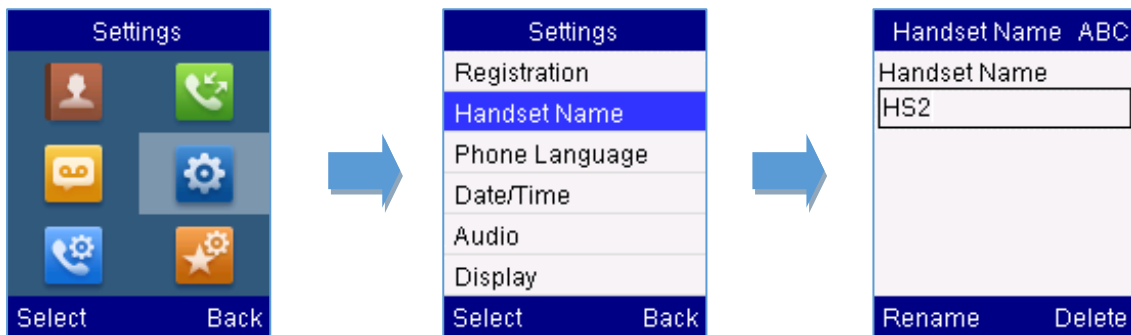 Settings
Select Back
Settings
Registration
Handset Name
Phone Language
Date/Time
Audio
Display
Select Back
Handset Name ABC
Handset Name
HS2
Rename Delete